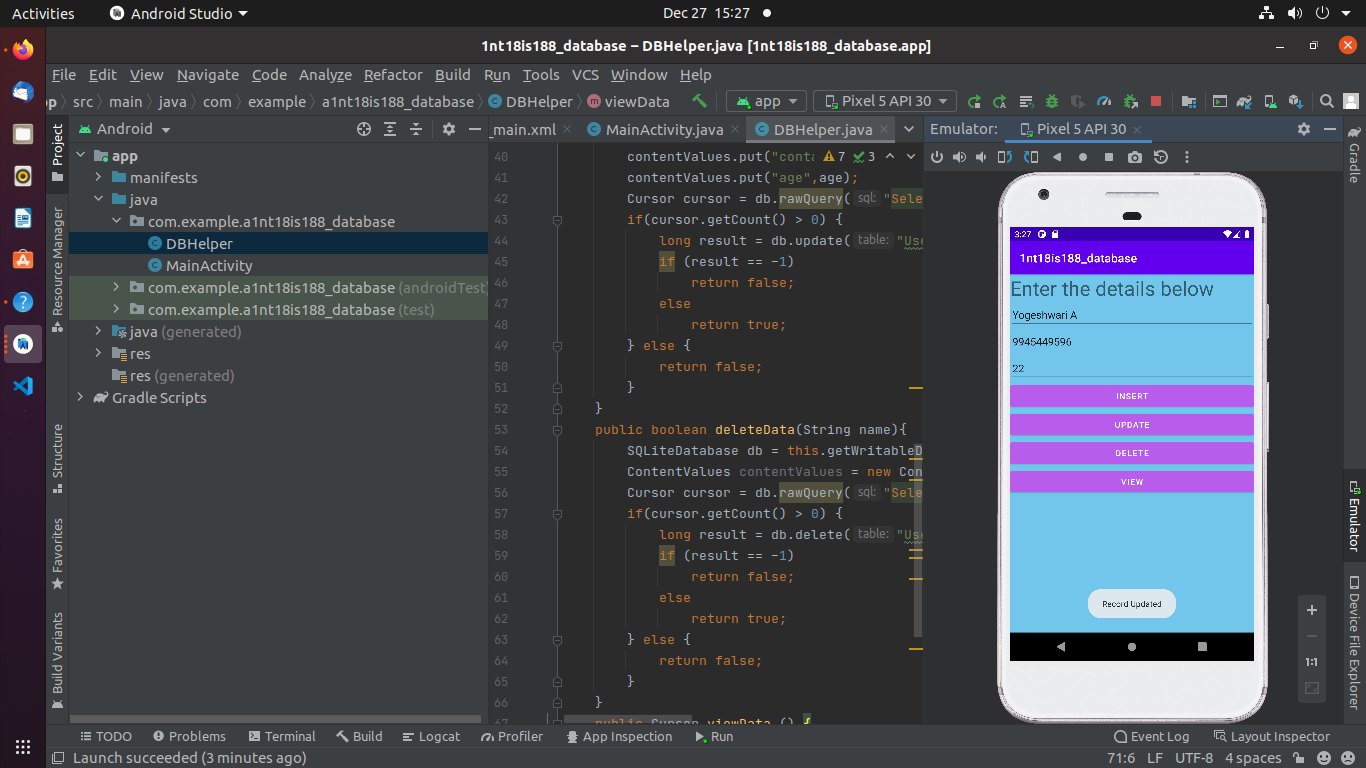 Activities
Android Studio
Dec 27 15:27
1nt18is188_database – DBHelper.java [1nt18is188_database.app]
File Edit View Navigate Code Analyze Refactor Build Run Tools VCS Window Help
src main java com example a1nt18is188_database DBHelper viewData
app
Pixel 5 API 30
Android
_main.xml
MainActivity.java
DBHelper.java
Emulator: Pixel 5 API 30
Project
Resource Manager
Structure
Favorites
Build Variants
app
manifests
java
com.example.a1nt18is188_database
DBHelper
MainActivity
com.example.a1nt18is188_database (androidTest)
com.example.a1nt18is188_database (test)
java (generated)
res
res (generated)
Gradle Scripts
7 3
40 contentValues.put("conta
41 contentValues.put("age",age);
42 Cursor cursor = db.rawQuery( sql: "Sele
43 if(cursor.getCount() > 0) {
44 long result = db.update( table: "Use
45 if (result == -1)
46 return false;
47 else
48 return true;
49 } else {
50 return false;
51 }
52 }
53 public boolean deleteData(String name){
54 SQLiteDatabase db = this.getWritableD
55 ContentValues contentValues = new Con
56 Cursor cursor = db.rawQuery( sql: "Sele
57 if(cursor.getCount() > 0) {
58 long result = db.delete( table: "Use
59 if (result == -1)
60 return false;
61 else
62 return true;
63 } else {
64 return false;
65 }
66 }
67 public Cursor viewData () {
3:27
1nt18is188_database
Enter the details below
Yogeshwari A
9945449596
22
INSERT
UPDATE
DELETE
VIEW
Record Updated
1:1
Gradle
Emulator
Device File Explorer
TODO Problems Terminal Build Logcat Profiler App Inspection Run
Event Log Layout Inspector
Launch succeeded (3 minutes ago)
71:6 LF UTF-8 4 spaces